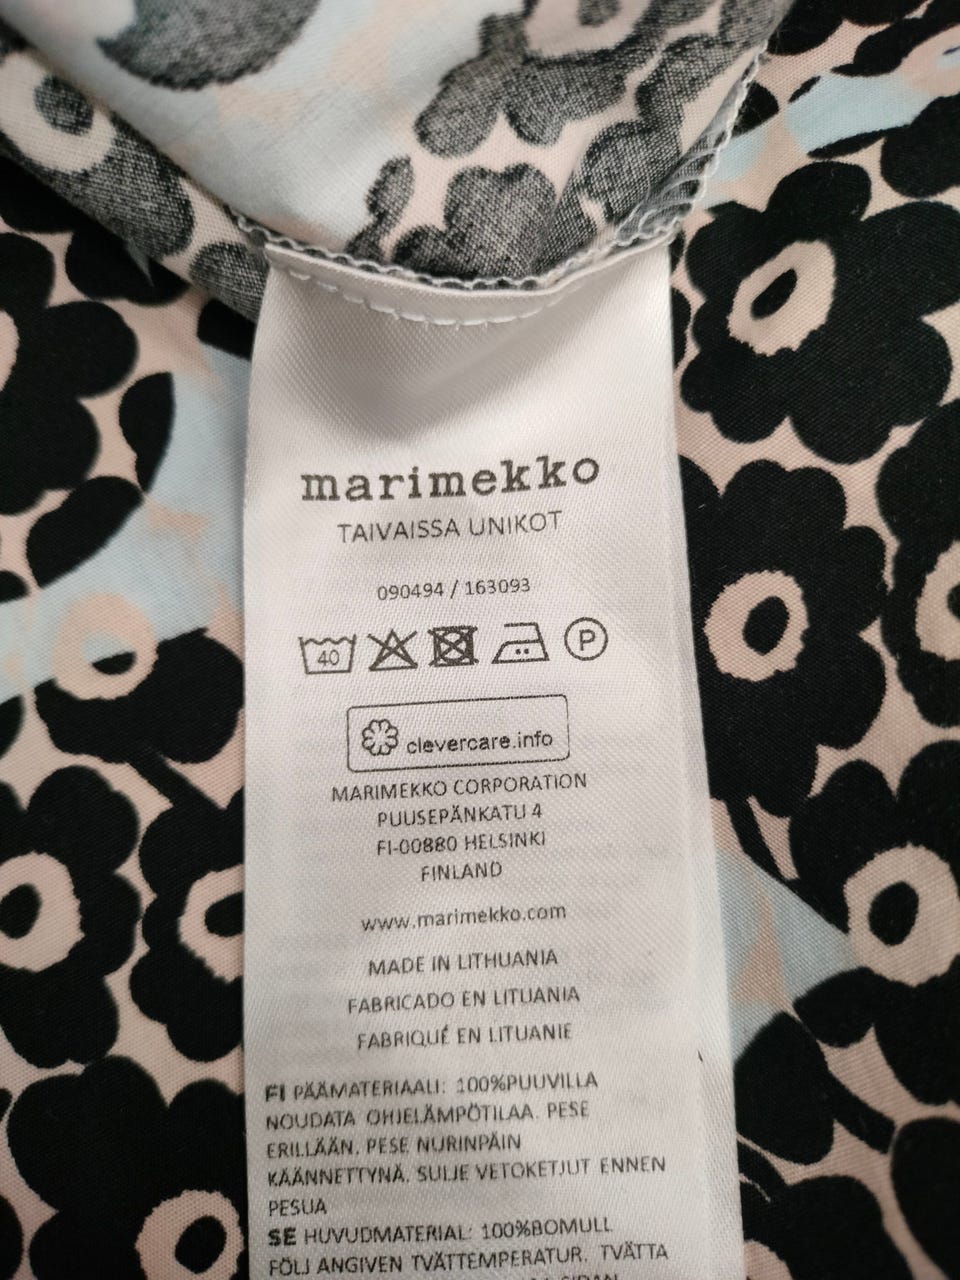 marimekko
TAIVAISSA UNIKOT
090494 / 163093
40 P
clevercare.info
MARIMEKKO CORPORATION
PUUSEPÄNKATU 4
FI-00880 HELSINKI
FINLAND
www.marimekko.com
MADE IN LITHUANIA
FABRICADO EN LITUANIA
FABRIQUÉ EN LITUANIE
FI PÄÄMATERIAALI: 100%PUUVILLA
NOUDATA OHJELÄMPÖTILAA. PESE
ERILLÄÄN. PESE NURINPÄIN
KÄÄNNETTYNÄ. SULJE VETOKETJUT ENNEN
PESUA
SE HUVUDMATERIAL: 100%BOMULL
FÖLJ ANGIVEN TVÄTTEMPERATUR. TVÄTTA